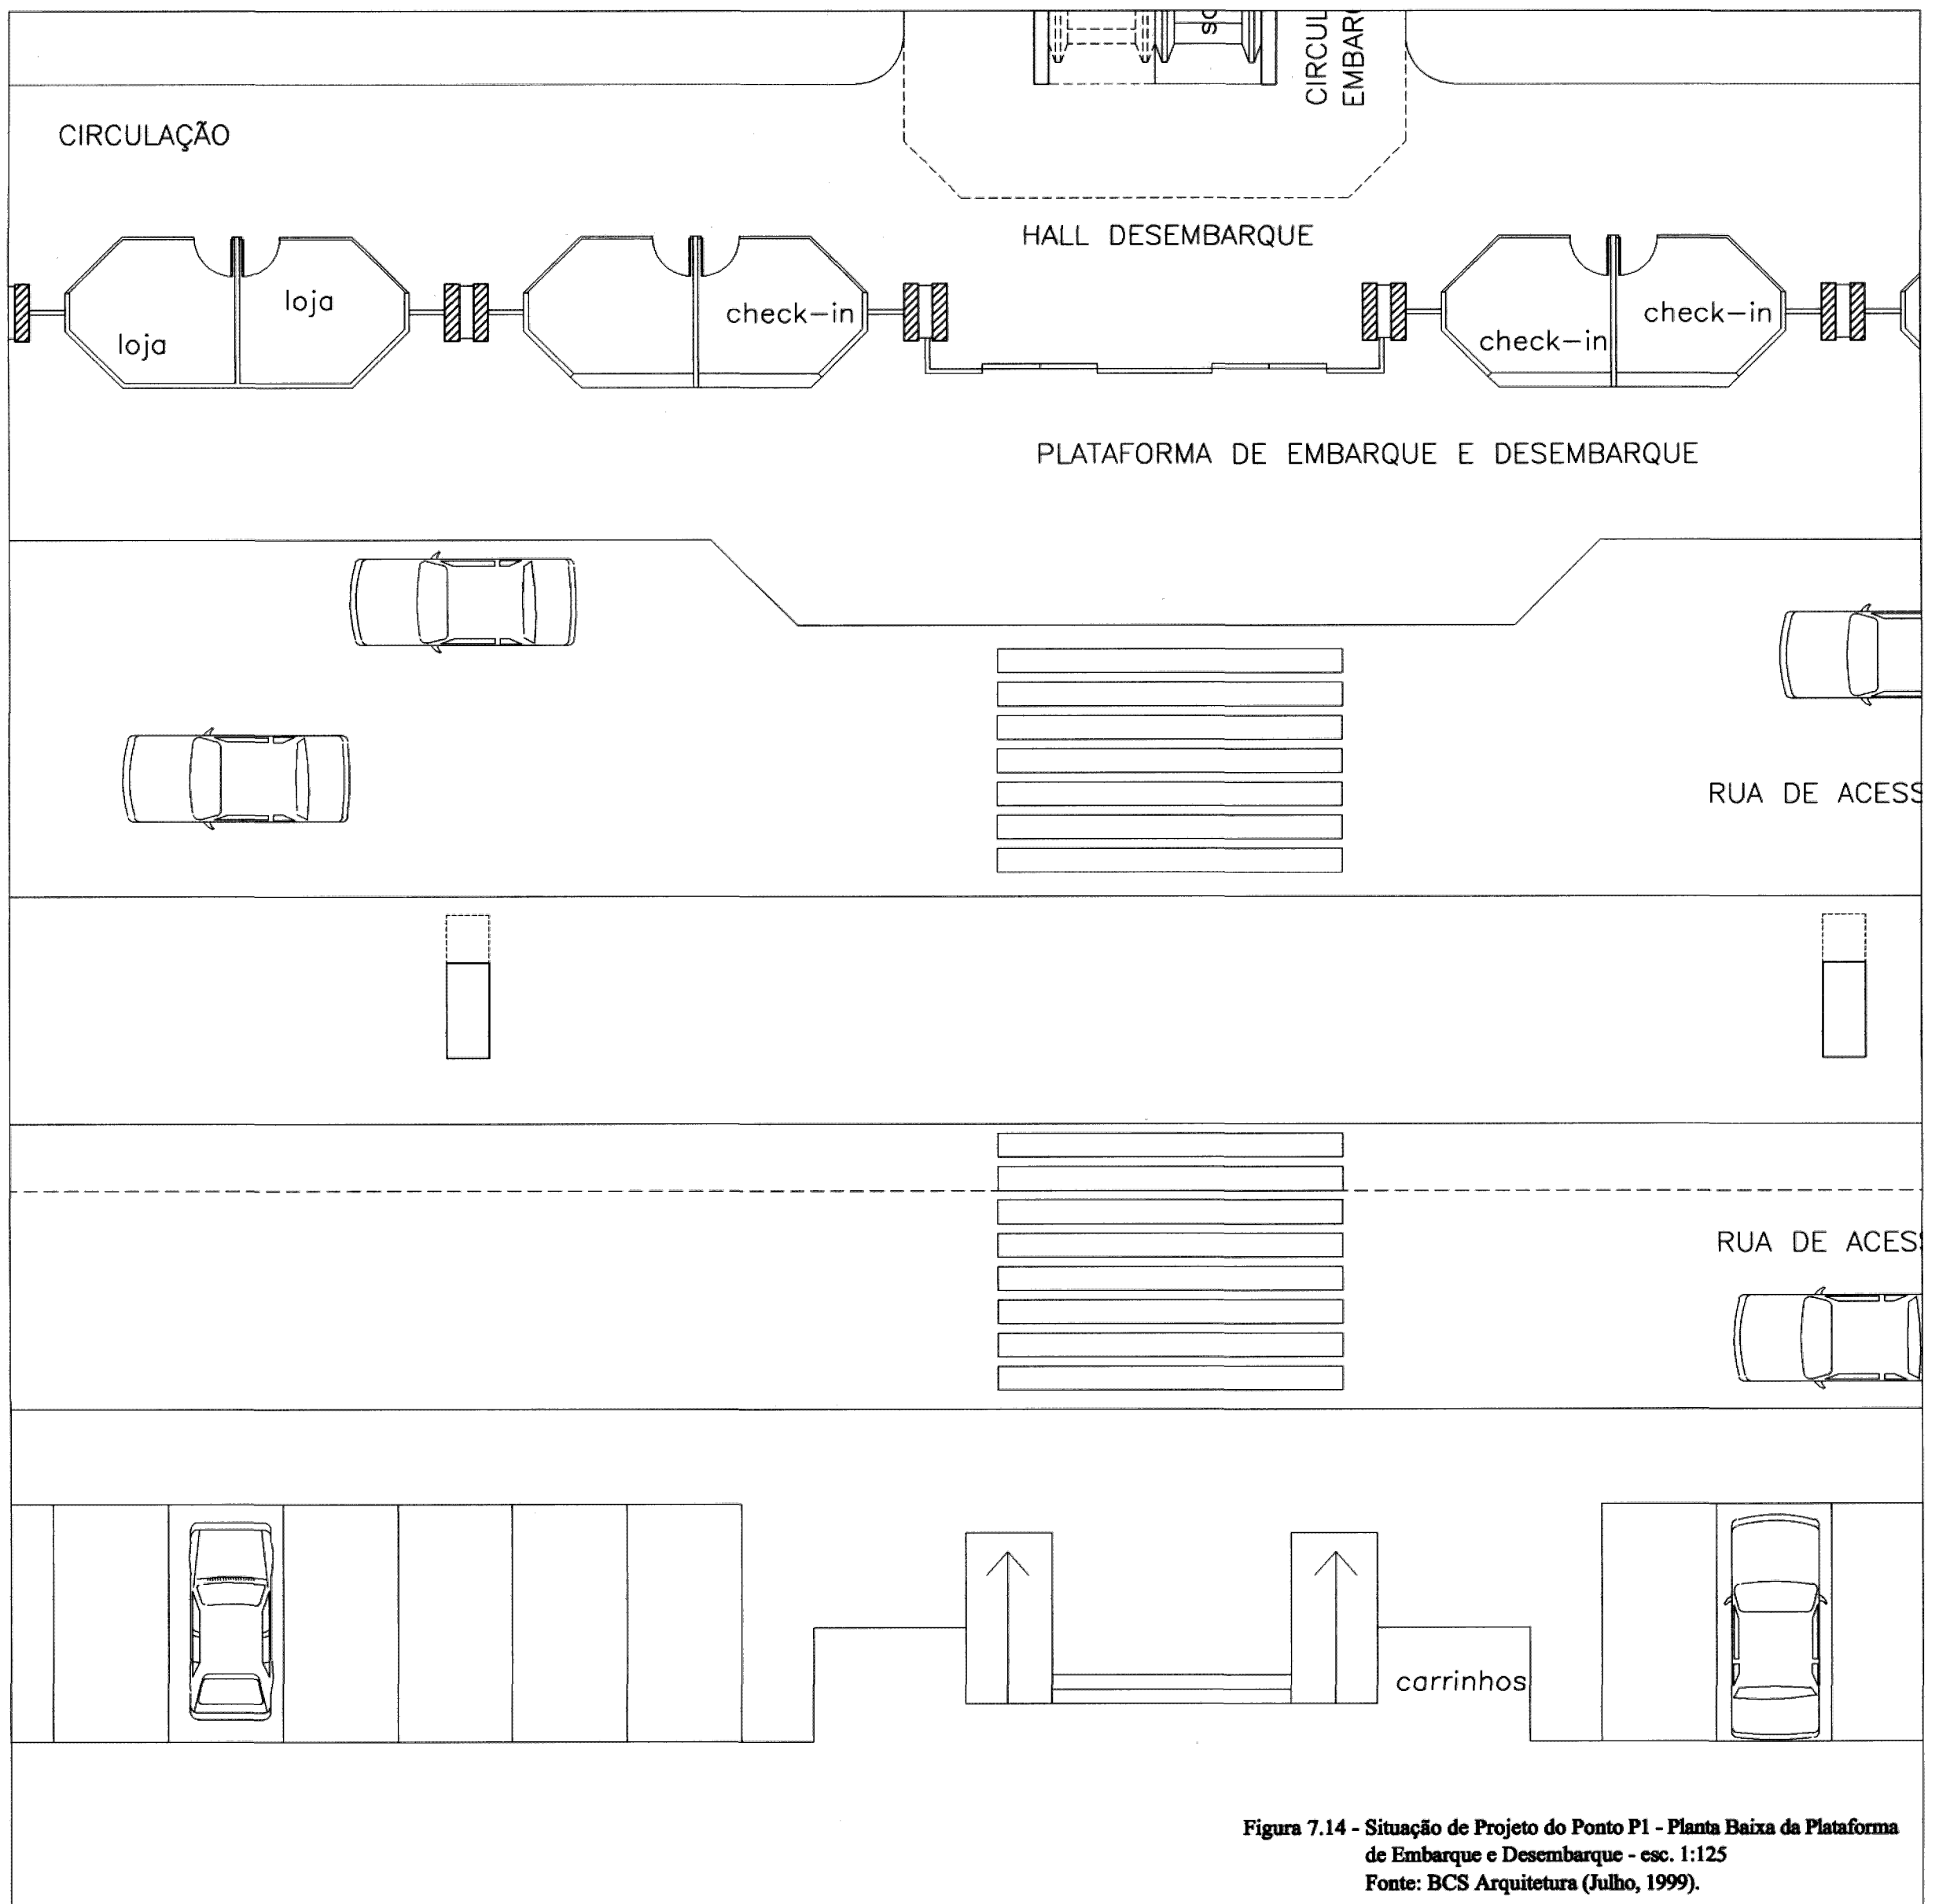 CIRCUL
EMBARQ
CIRCULAÇÃO
HALL DESEMBARQUE
loja
loja
check-in
check-in
check-in
PLATAFORMA DE EMBARQUE E DESEMBARQUE
RUA DE ACESS
RUA DE ACESS
carrinhos
Figura 7.14 - Situação de Projeto do Ponto P1 - Planta Baixa da Plataforma
de Embarque e Desembarque - esc. 1:125
Fonte: BCS Arquitetura (Julho, 1999).